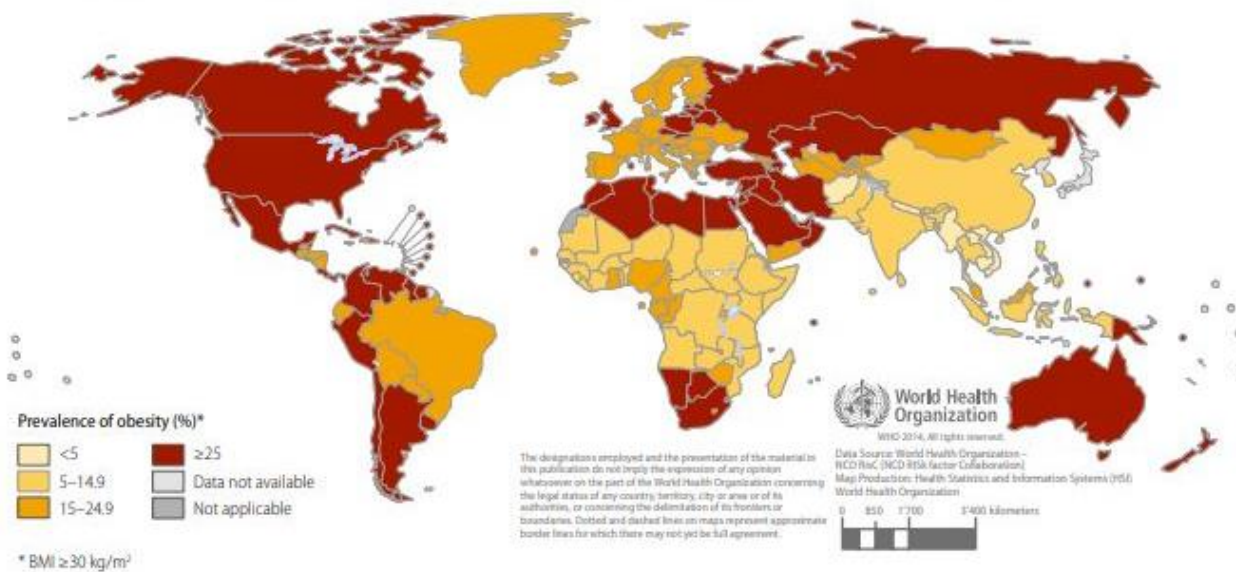 Prevalence of obesity (%)*
<5
5–14.9
15–24.9
≥25
Data not available
Not applicable
* BMI ≥30 kg/m²
The designations employed and the presentation of the material in
this publication do not imply the expression of any opinion
whatsoever on the part of the World Health Organization concerning
the legal status of any country, territory, city or area or of its
authorities, or concerning the delimitation of its frontiers or
boundaries. Dotted and dashed lines on maps represent approximate
border lines for which there may not yet be full agreement.
World Health
Organization
WHO 2014, All rights reserved.
Data Source: World Health Organization –
NCD RisC (NCD RISk factor Collaboration)
Map Production: Health Statistics and Information Systems (HSI)
World Health Organization
0 850 1'700 3'400 kilometers